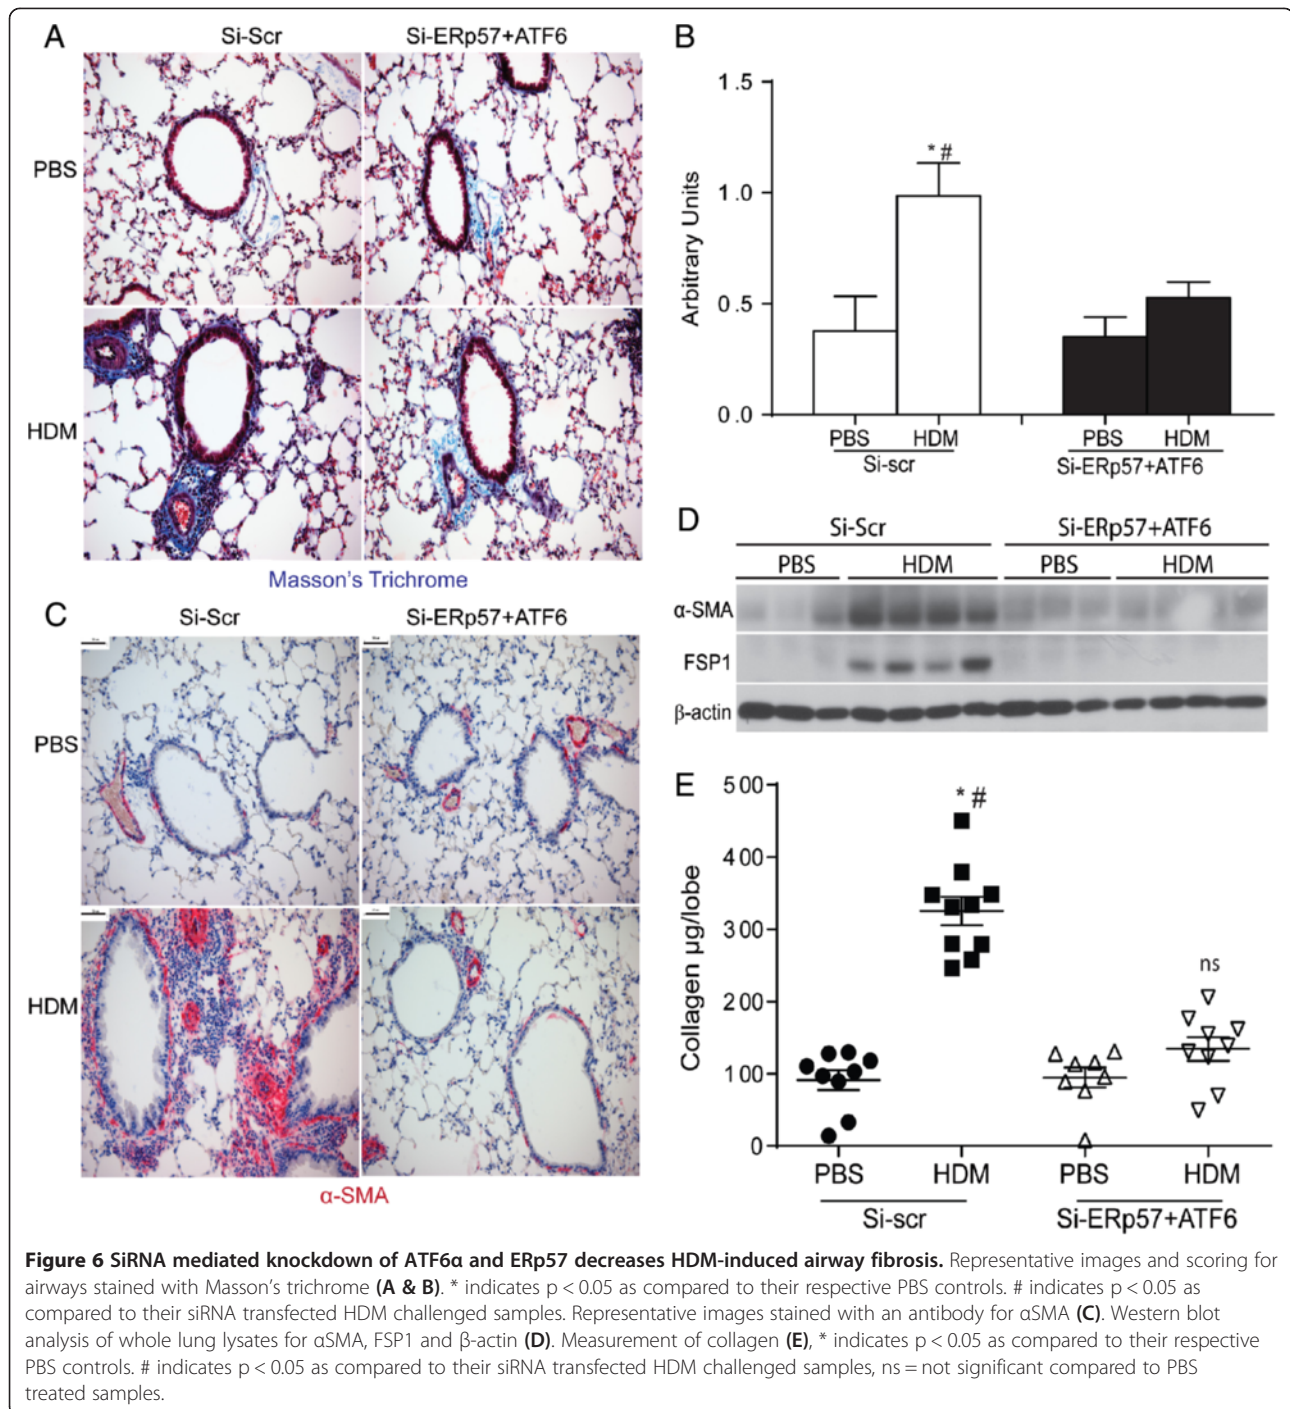 A
Si-Scr
Si-ERp57+ATF6
PBS
HDM
Masson's Trichrome
B
Arbitrary Units
1.5
1.0
0.5
0.0
* #
PBS
HDM
PBS
HDM
Si-scr
Si-ERp57+ATF6
C
Si-Scr
Si-ERp57+ATF6
PBS
HDM
α-SMA
D
Si-Scr
Si-ERp57+ATF6
PBS
HDM
PBS
HDM
α-SMA
FSP1
β-actin
E
Collagen µg/lobe
500
400
300
200
100
0
* #
ns
PBS
HDM
PBS
HDM
Si-scr
Si-ERp57+ATF6
Figure 6 SiRNA mediated knockdown of ATF6α and ERp57 decreases HDM-induced airway fibrosis. Representative images and scoring for
airways stained with Masson's trichrome (A & B). * indicates p < 0.05 as compared to their respective PBS controls. # indicates p < 0.05 as
compared to their siRNA transfected HDM challenged samples. Representative images stained with an antibody for αSMA (C). Western blot
analysis of whole lung lysates for αSMA, FSP1 and β-actin (D). Measurement of collagen (E), * indicates p < 0.05 as compared to their respective
PBS controls. # indicates p < 0.05 as compared to their siRNA transfected HDM challenged samples, ns = not significant compared to PBS
treated samples.